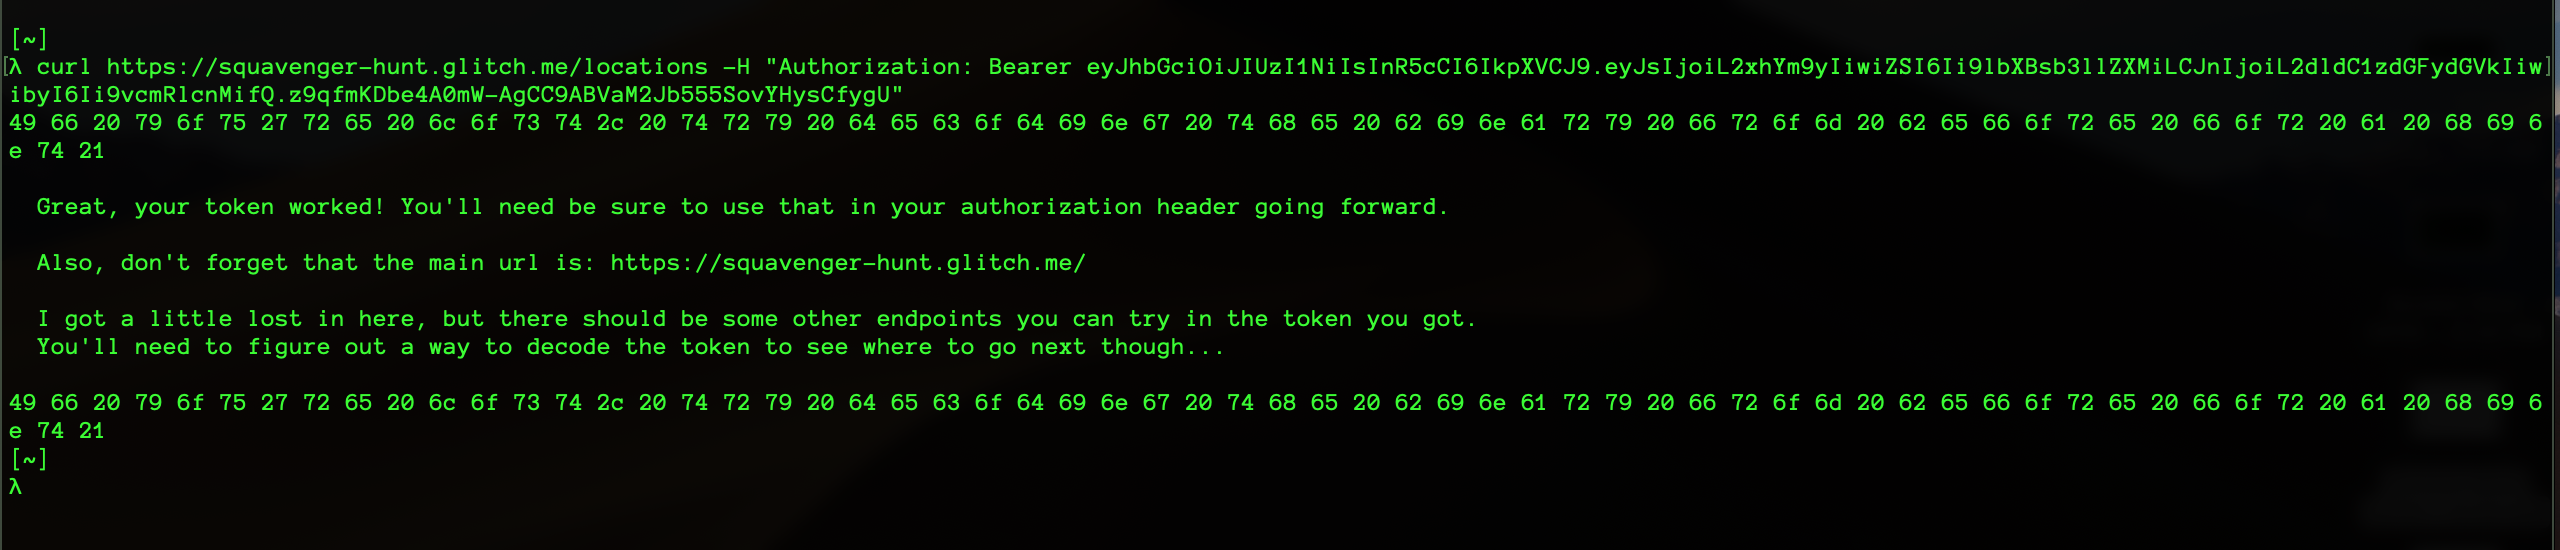 [~]
λ curl https://squavenger-hunt.glitch.me/locations -H "Authorization: Bearer eyJhbGciOiJIUzI1NiIsInR5cCI6IkpXVCJ9.eyJsIjoiL2xhYm9yIiwiZSI6Ii9lbXBsb3llZXMiLCJnIjoiL2dldC1zdGFydGVkIiw
ibyI6Ii9vcmRlcnMifQ.z9qfmKDbe4A0mW-AgCC9ABVaM2Jb555SovYHysCfygU"
49 66 20 79 6f 75 27 72 65 20 6c 6f 73 74 2c 20 74 72 79 20 64 65 63 6f 64 69 6e 67 20 74 68 65 20 62 69 6e 61 72 79 20 66 72 6f 6d 20 62 65 66 6f 72 65 20 66 6f 72 20 61 20 68 69 6
e 74 21
Great, your token worked! You'll need be sure to use that in your authorization header going forward.
Also, don't forget that the main url is: https://squavenger-hunt.glitch.me/
I got a little lost in here, but there should be some other endpoints you can try in the token you got.
You'll need to figure out a way to decode the token to see where to go next though...
49 66 20 79 6f 75 27 72 65 20 6c 6f 73 74 2c 20 74 72 79 20 64 65 63 6f 64 69 6e 67 20 74 68 65 20 62 69 6e 61 72 79 20 66 72 6f 6d 20 62 65 66 6f 72 65 20 66 6f 72 20 61 20 68 69 6
e 74 21
[~]
λ